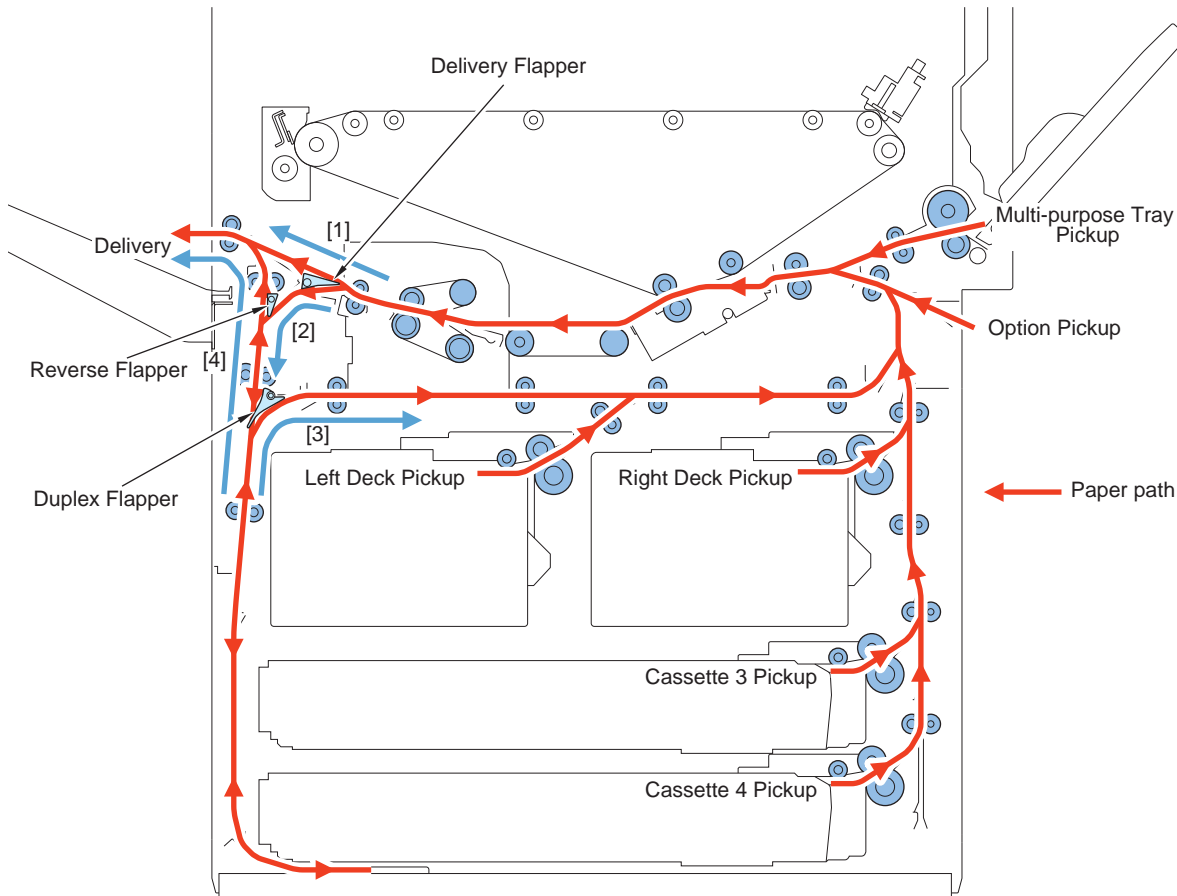 Delivery Flapper
[1]
Multi-purpose Tray
Pickup
Delivery
[2]
Option Pickup
[4]
Reverse Flapper
[3]
Left Deck Pickup
Right Deck Pickup
Duplex Flapper
Paper path
Cassette 3 Pickup
Cassette 4 Pickup